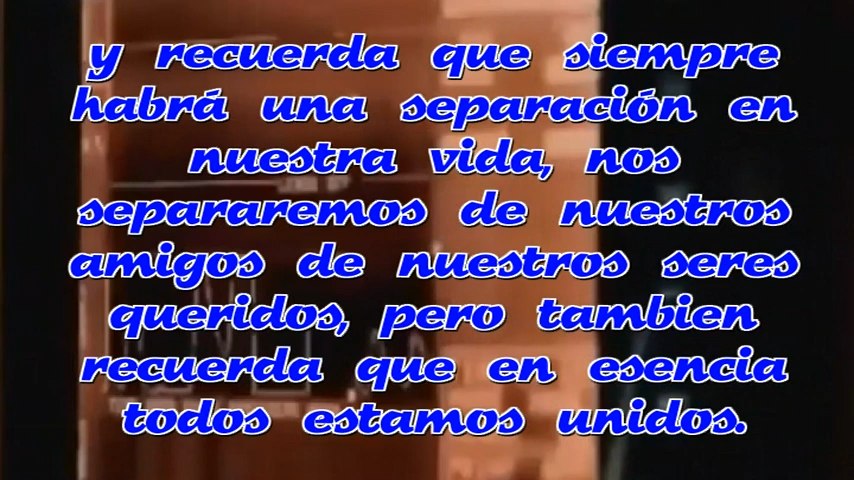 y recuerda que siempre
habrá una separación en
nuestra vida, nos
separaremos de nuestros
amigos de nuestros seres
queridos, pero tambien
recuerda que en esencia
todos estamos unidos.